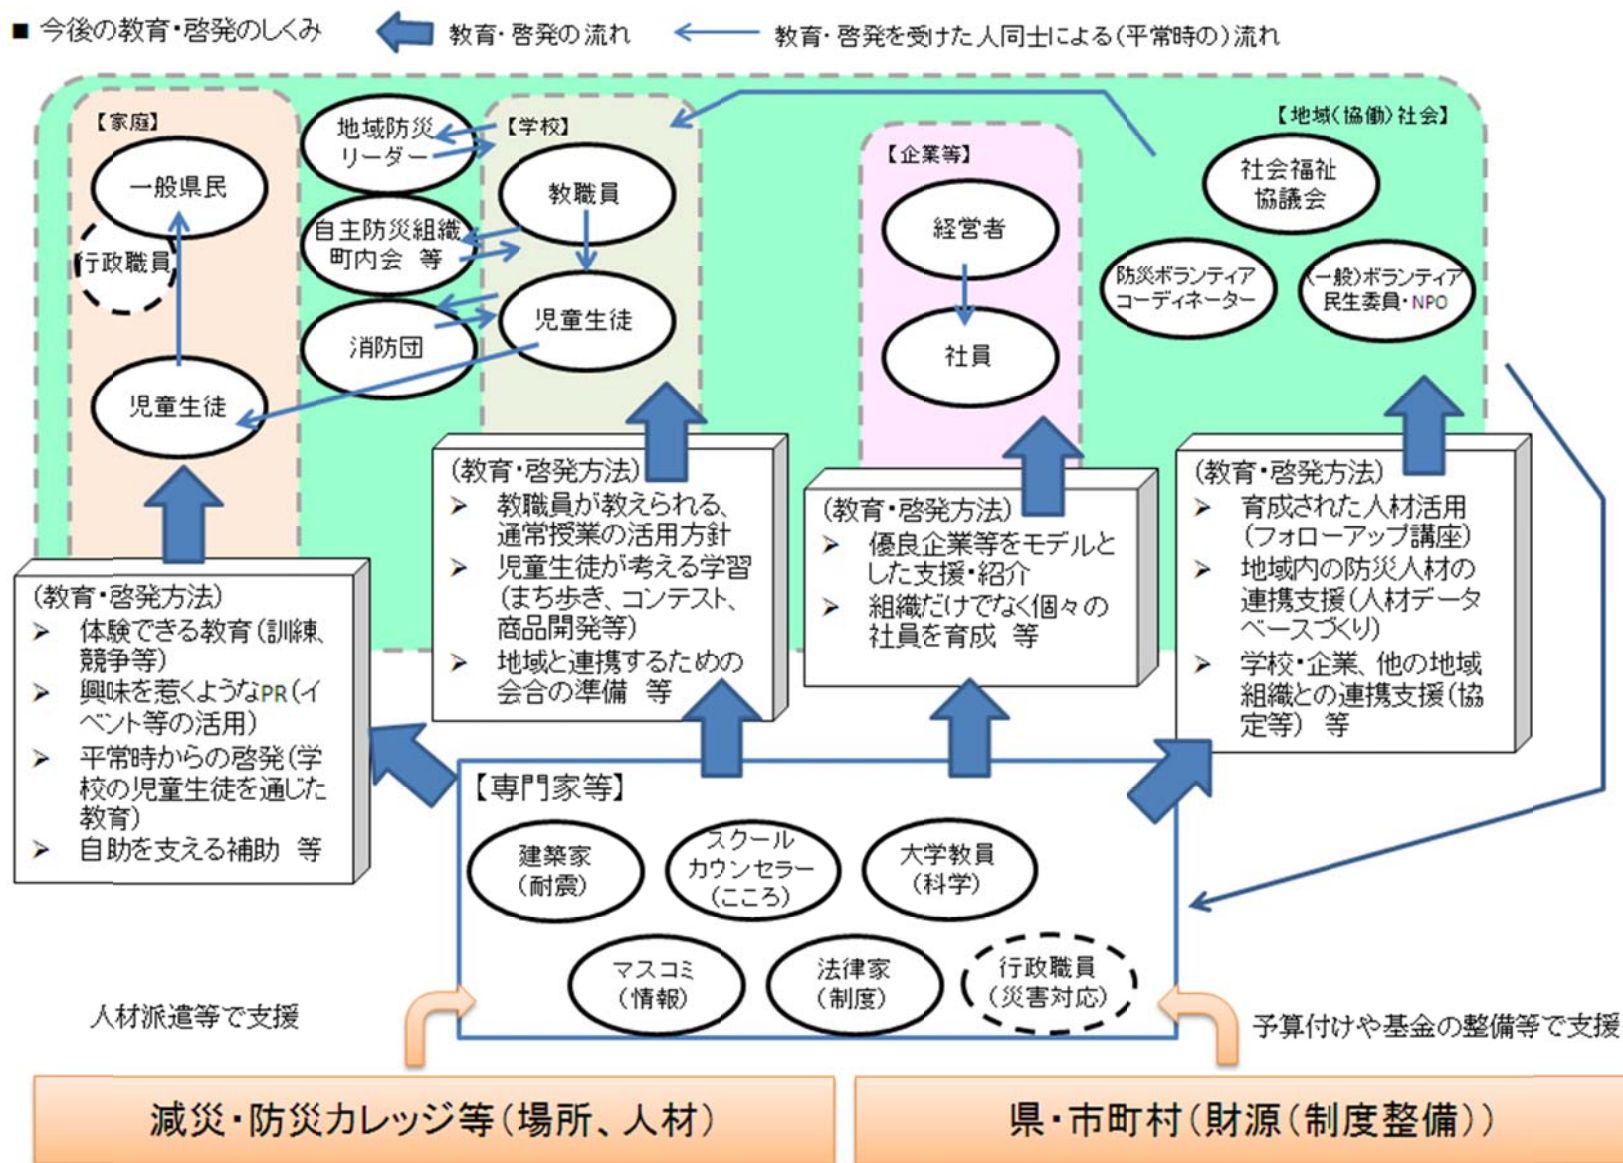 ■ 今後の教育・啓発のしくみ
教育・啓発の流れ
教育・啓発を受けた人同士による(平常時の)流れ
【家庭】
一般県民
行政職員
児童生徒
地域防災
リーダー
自主防災組織
町内会 等
消防団
【学校】
教職員
児童生徒
【企業等】
経営者
社員
【地域(協働)社会】
社会福祉
協議会
防災ボランティア
コーディネーター
(一般)ボランティア
民生委員・NPO
(教育・啓発方法)
➢ 体験できる教育(訓練、
競争等)
➢ 興味を惹くようなPR(イ
ベント等の活用)
➢ 平常時からの啓発(学
校の児童生徒を通じた
教育)
➢ 自助を支える補助 等
(教育・啓発方法)
➢ 教職員が教えられる、
通常授業の活用方針
➢ 児童生徒が考える学習
(まち歩き、コンテスト、
商品開発等)
➢ 地域と連携するための
会合の準備 等
(教育・啓発方法)
➢ 優良企業等をモデルと
した支援・紹介
➢ 組織だけでなく個々の
社員を育成 等
(教育・啓発方法)
➢ 育成された人材活用
(フォローアップ講座)
➢ 地域内の防災人材の
連携支援(人材データ
ベースづくり)
➢ 学校・企業、他の地域
組織との連携支援(協
定等) 等
【専門家等】
建築家
(耐震)
スクール
カウンセラー
(こころ)
大学教員
(科学)
マスコミ
(情報)
法律家
(制度)
行政職員
(災害対応)
人材派遣等で支援
予算付けや基金の整備等で支援
減災・防災カレッジ等(場所、人材)
県・市町村(財源(制度整備))